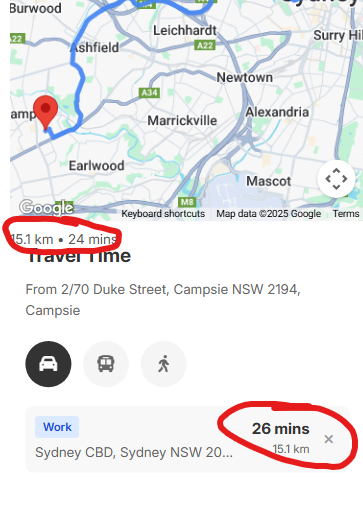 Burwood
Sydney
Leichhardt
A22
Surry Hil
Ashfield
A22
Newtown
A34
Camp
Alexandria
Marrickville
Earlwood
Mascot
M8
Google
Keyboard shortcuts
Map data ©2025 Google
Terms
15.1 km • 24 mins
Travel Time
From 2/70 Duke Street, Campsie NSW 2194,
Campsie
Work
26 mins
Sydney CBD, Sydney NSW 20...
15.1 km